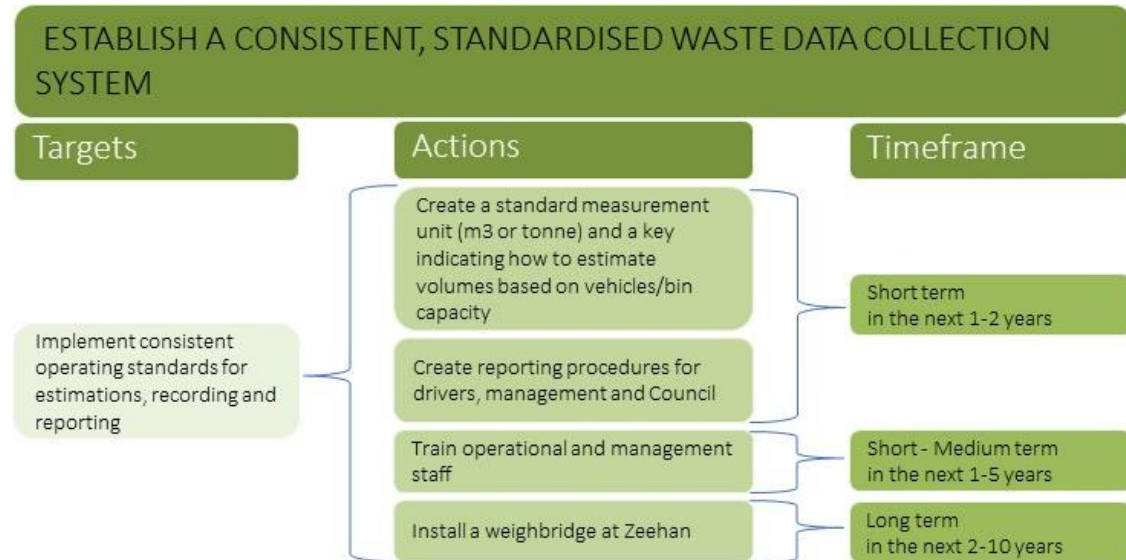 ESTABLISH A CONSISTENT, STANDARDISED WASTE DATA COLLECTION
SYSTEM
Targets
Actions
Timeframe
Implement consistent
operating standards for
estimations, recording and
reporting
Create a standard measurement
unit (m3 or tonne) and a key
indicating how to estimate
volumes based on vehicles/bin
capacity
Create reporting procedures for
drivers, management and Council
Short term
in the next 1-2 years
Train operational and management
staff
Short - Medium term
in the next 1-5 years
Install a weighbridge at Zeehan
Long term
in the next 2-10 years